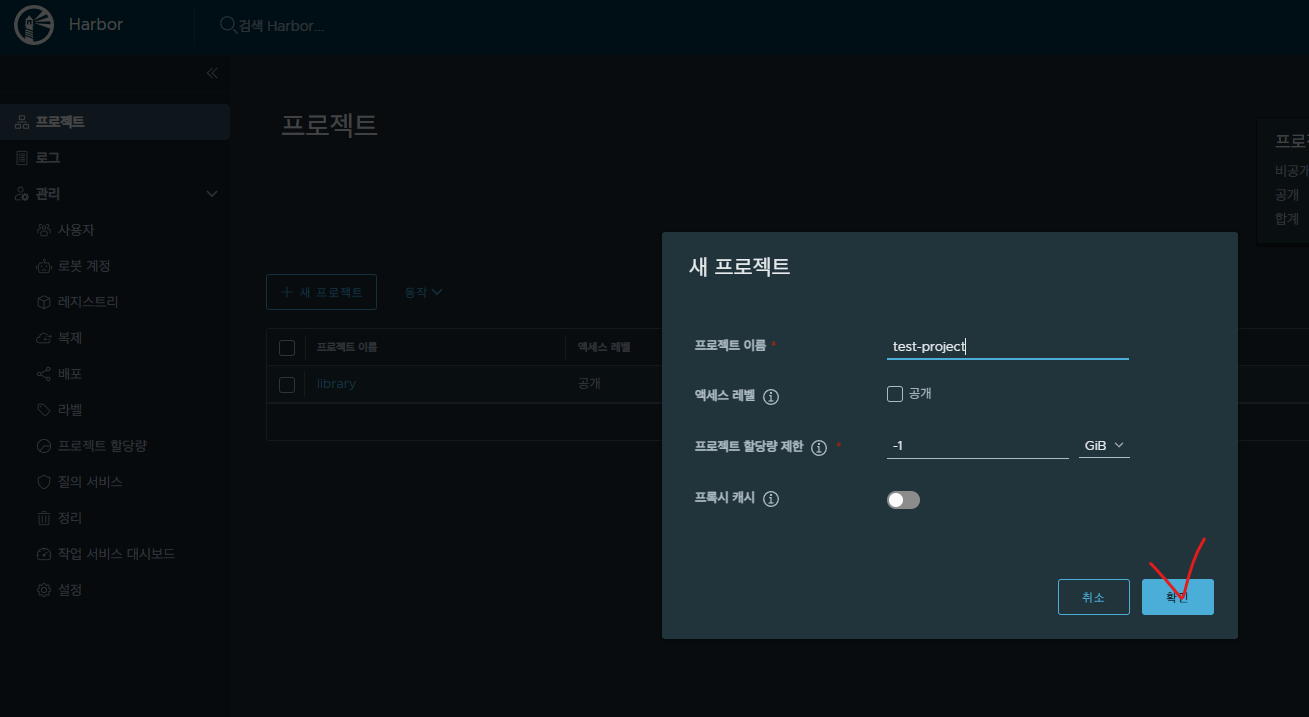 Harbor
검색 Harbor...
프로젝트
로그
관리
사용자
로봇 계정
레지스트리
복제
배포
라벨
프로젝트 할당량
질의 서비스
정리
작업 서비스 대시보드
설정
프로젝트
비공개
공개
합계
+ 새 프로젝트
동작
프로젝트 이름
액세스 레벨
library
공개
새 프로젝트
프로젝트 이름 *
test-project
액세스 레벨
공개
프로젝트 할당량 제한 *
-1
GiB
프록시 캐시
취소
확인